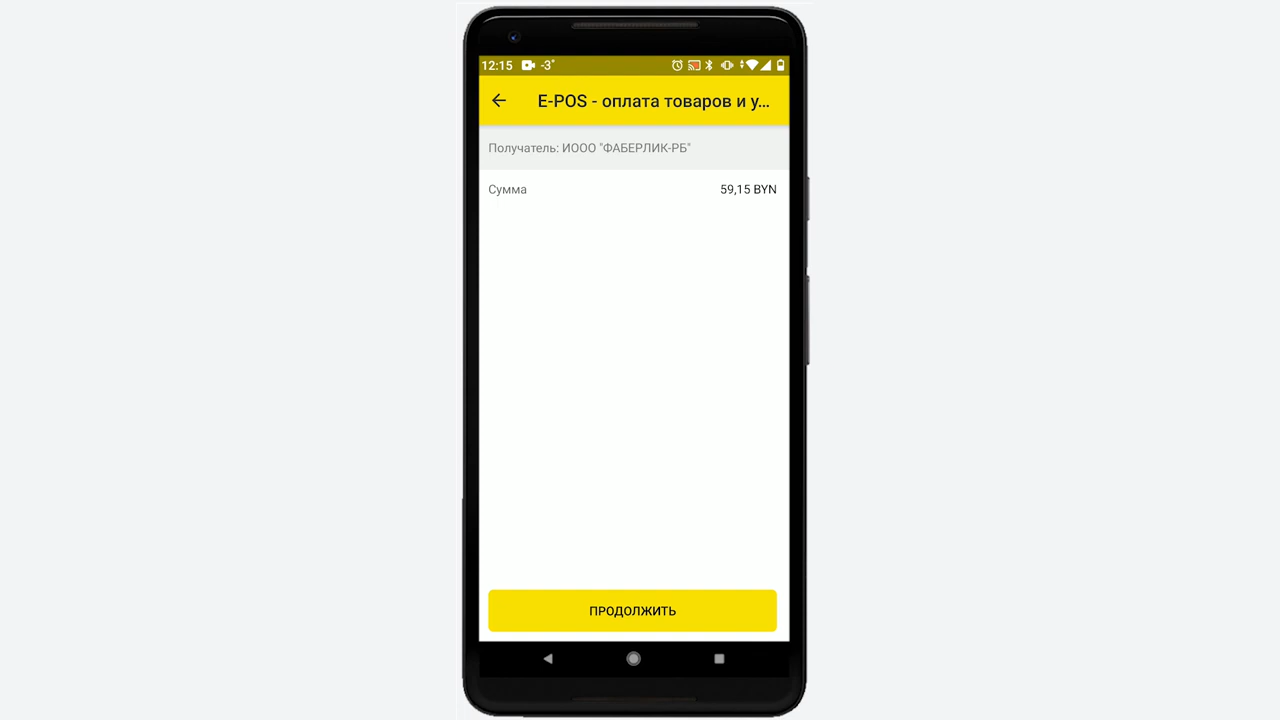 12:15 -3°
E-POS - оплата товаров и у...
Получатель: ИООО "ФАБЕРЛИК-РБ"
Сумма 59,15 BYN
ПРОДОЛЖИТЬ